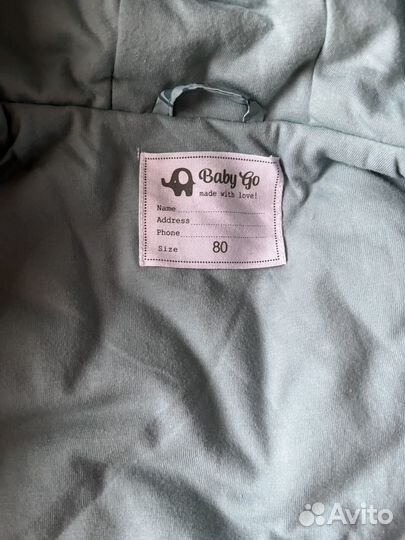 Baby Go
made with love!
Name
Address
Phone
Size 80
Avito